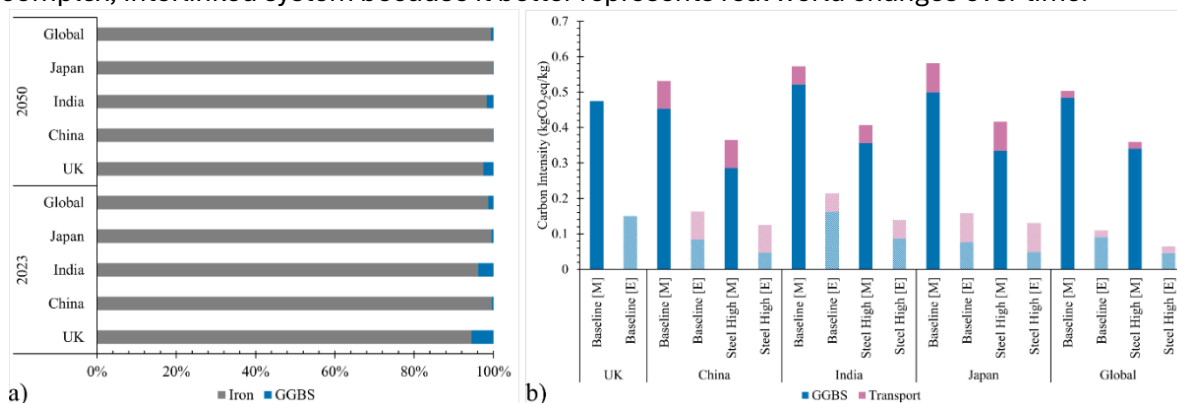 complex, interlinked system because it better represents real world changes over time.
2050
Global
Japan
India
China
UK
2023
Global
Japan
India
China
UK
0% 20% 40% 60% 80% 100%
Iron GGBS
a)
Carbon Intensity (kgCO2eq/kg)
0.7
0.6
0.5
0.4
0.3
0.2
0.1
0
Baseline [M]
Baseline [E]
Baseline [M]
Baseline [E]
Steel High [M]
Steel High [E]
Baseline [M]
Baseline [E]
Steel High [M]
Steel High [E]
Baseline [M]
Baseline [E]
Steel High [M]
Steel High [E]
Baseline [M]
Baseline [E]
Steel High [M]
Steel High [E]
UK China India Japan Global
GGBS Transport
b)